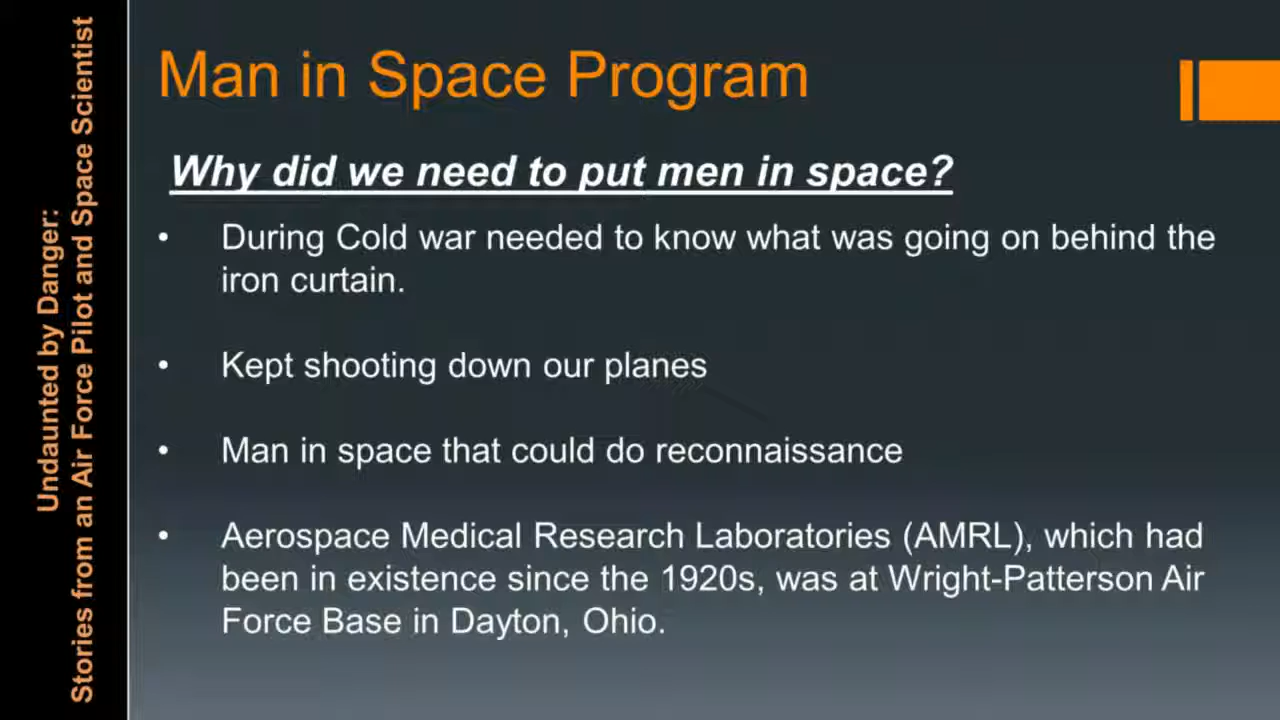 Undaunted by Danger:
Stories from an Air Force Pilot and Space Scientist
Man in Space Program
Why did we need to put men in space?
• During Cold war needed to know what was going on behind the
iron curtain.
• Kept shooting down our planes
• Man in space that could do reconnaissance
• Aerospace Medical Research Laboratories (AMRL), which had
been in existence since the 1920s, was at Wright-Patterson Air
Force Base in Dayton, Ohio.